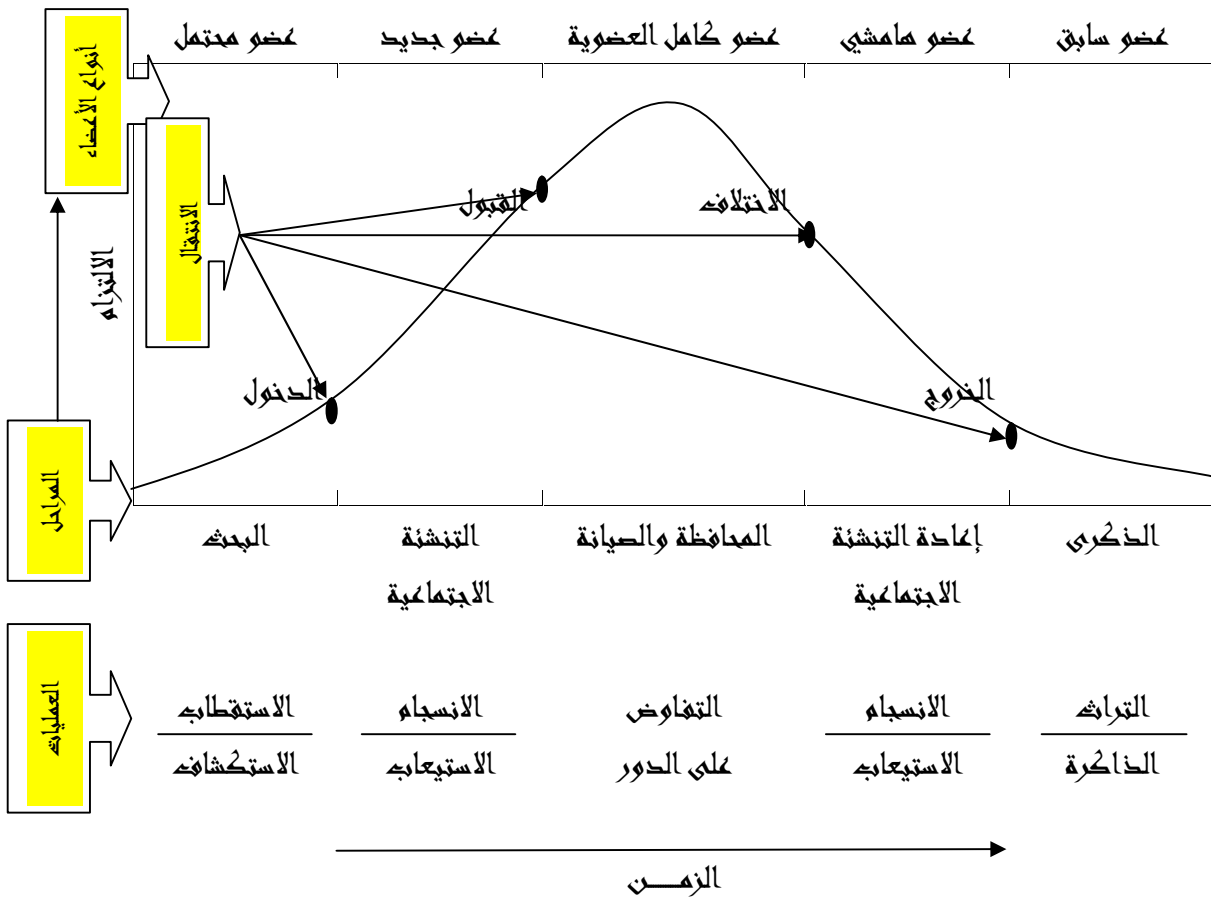 أنواع الأعضاء
عضو محتمل
عضو جديد
عضو كامل العضوية
عضو هامشي
عضو سابق
الانتقال
الالتزام
القبول
الاختلاف
الدخول
الخروج
المراحل
البحث
التنشئة
الاجتماعية
المحافظة والصيانة
إعادة التنشئة
الاجتماعية
الذكرى
العمليات
الاستقطاب
الاستكشاف
الانسجام
الاستيعاب
التفاوض
على الدور
الانسجام
الاستيعاب
التراث
الذاكرة
الزمــن